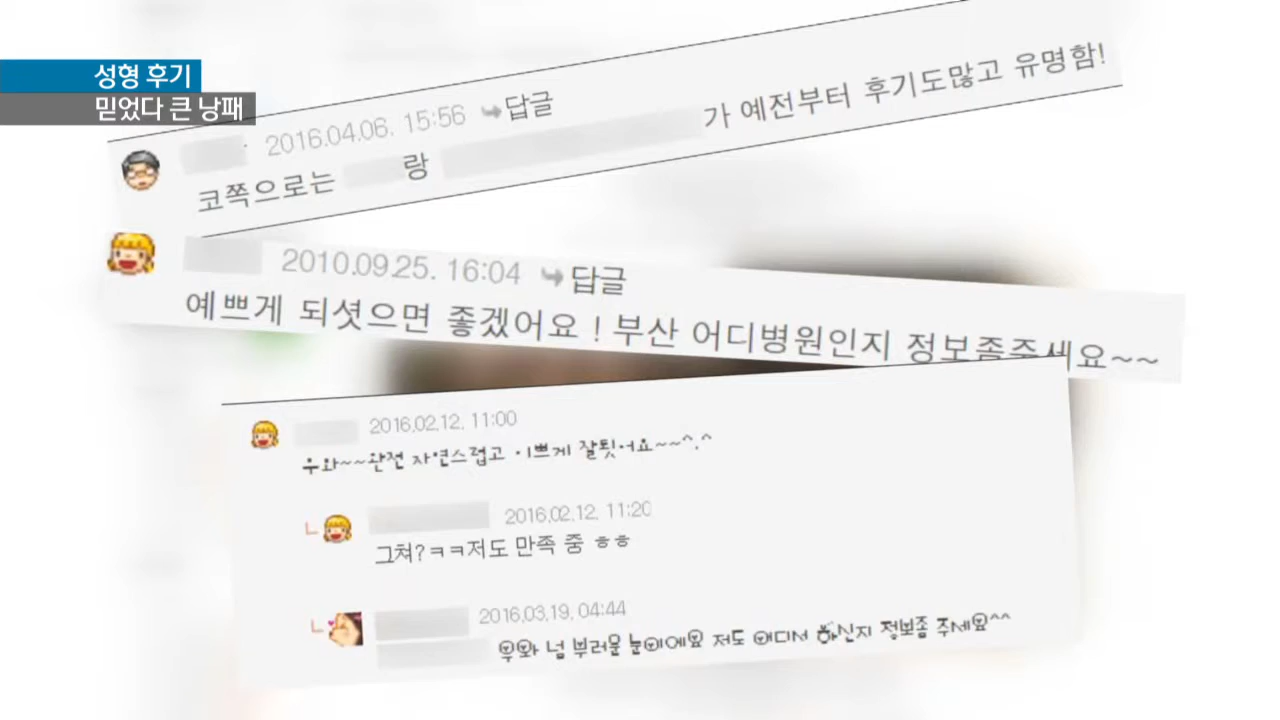 성형 후기
믿었다 큰 낭패
2016.04.06. 15:56 답글
코쪽으로는 랑 가 예전부터 후기도많고 유명함!
2010.09.25. 16:04 답글
예쁘게 되셧으면 좋겠어요! 부산 어디병원인지 정보좀주세요~~
2016.02.12. 11:00
우와~~완전 자연스럽고 이쁘게 잘됫어요~~^.^
2016.02.12. 11:20
그쳐?ㅋㅋ저도 만족 중 ㅎㅎ
2016.03.19. 04:44
우와 넘 부러운 눈이에요 저도 어디서 하신지 정보좀 주세요^^